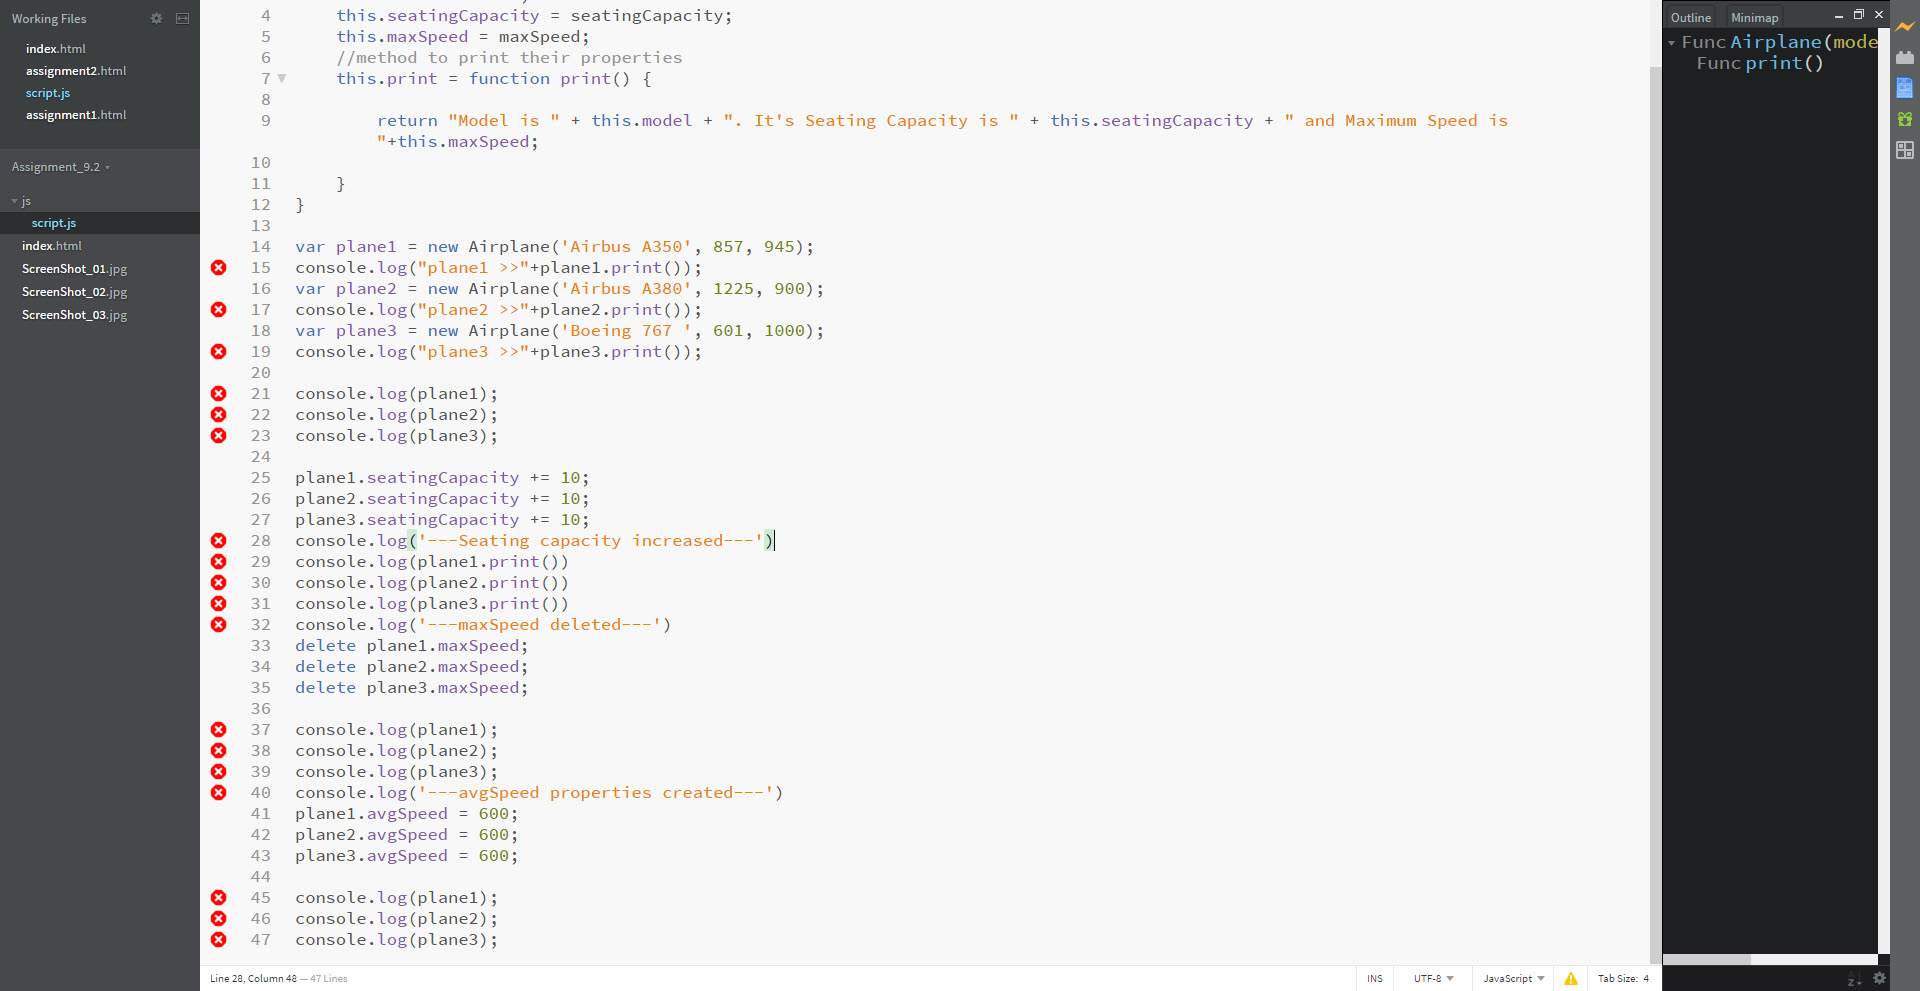 Working Files
index.html
assignment2.html
script.js
assignment1.html
Assignment_9.2
js
script.js
index.html
ScreenShot_01.jpg
ScreenShot_02.jpg
ScreenShot_03.jpg
4 this.seatingCapacity = seatingCapacity;
5 this.maxSpeed = maxSpeed;
6 //method to print their properties
7 this.print = function print() {
8
9 return "Model is " + this.model + ". It's Seating Capacity is " + this.seatingCapacity + " and Maximum Speed is
"+this.maxSpeed;
10
11 }
12 }
13
14 var plane1 = new Airplane('Airbus A350', 857, 945);
15 console.log("plane1 >>"+plane1.print());
16 var plane2 = new Airplane('Airbus A380', 1225, 900);
17 console.log("plane2 >>"+plane2.print());
18 var plane3 = new Airplane('Boeing 767 ', 601, 1000);
19 console.log("plane3 >>"+plane3.print());
20
21 console.log(plane1);
22 console.log(plane2);
23 console.log(plane3);
24
25 plane1.seatingCapacity += 10;
26 plane2.seatingCapacity += 10;
27 plane3.seatingCapacity += 10;
28 console.log('---Seating capacity increased---')
29 console.log(plane1.print())
30 console.log(plane2.print())
31 console.log(plane3.print())
32 console.log('---maxSpeed deleted---')
33 delete plane1.maxSpeed;
34 delete plane2.maxSpeed;
35 delete plane3.maxSpeed;
36
37 console.log(plane1);
38 console.log(plane2);
39 console.log(plane3);
40 console.log('---avgSpeed properties created---')
41 plane1.avgSpeed = 600;
42 plane2.avgSpeed = 600;
43 plane3.avgSpeed = 600;
44
45 console.log(plane1);
46 console.log(plane2);
47 console.log(plane3);
Line 28, Column 48 — 47 Lines
INS UTF-8 JavaScript Tab Size: 4
Outline Minimap
Func Airplane(mode
Func print()